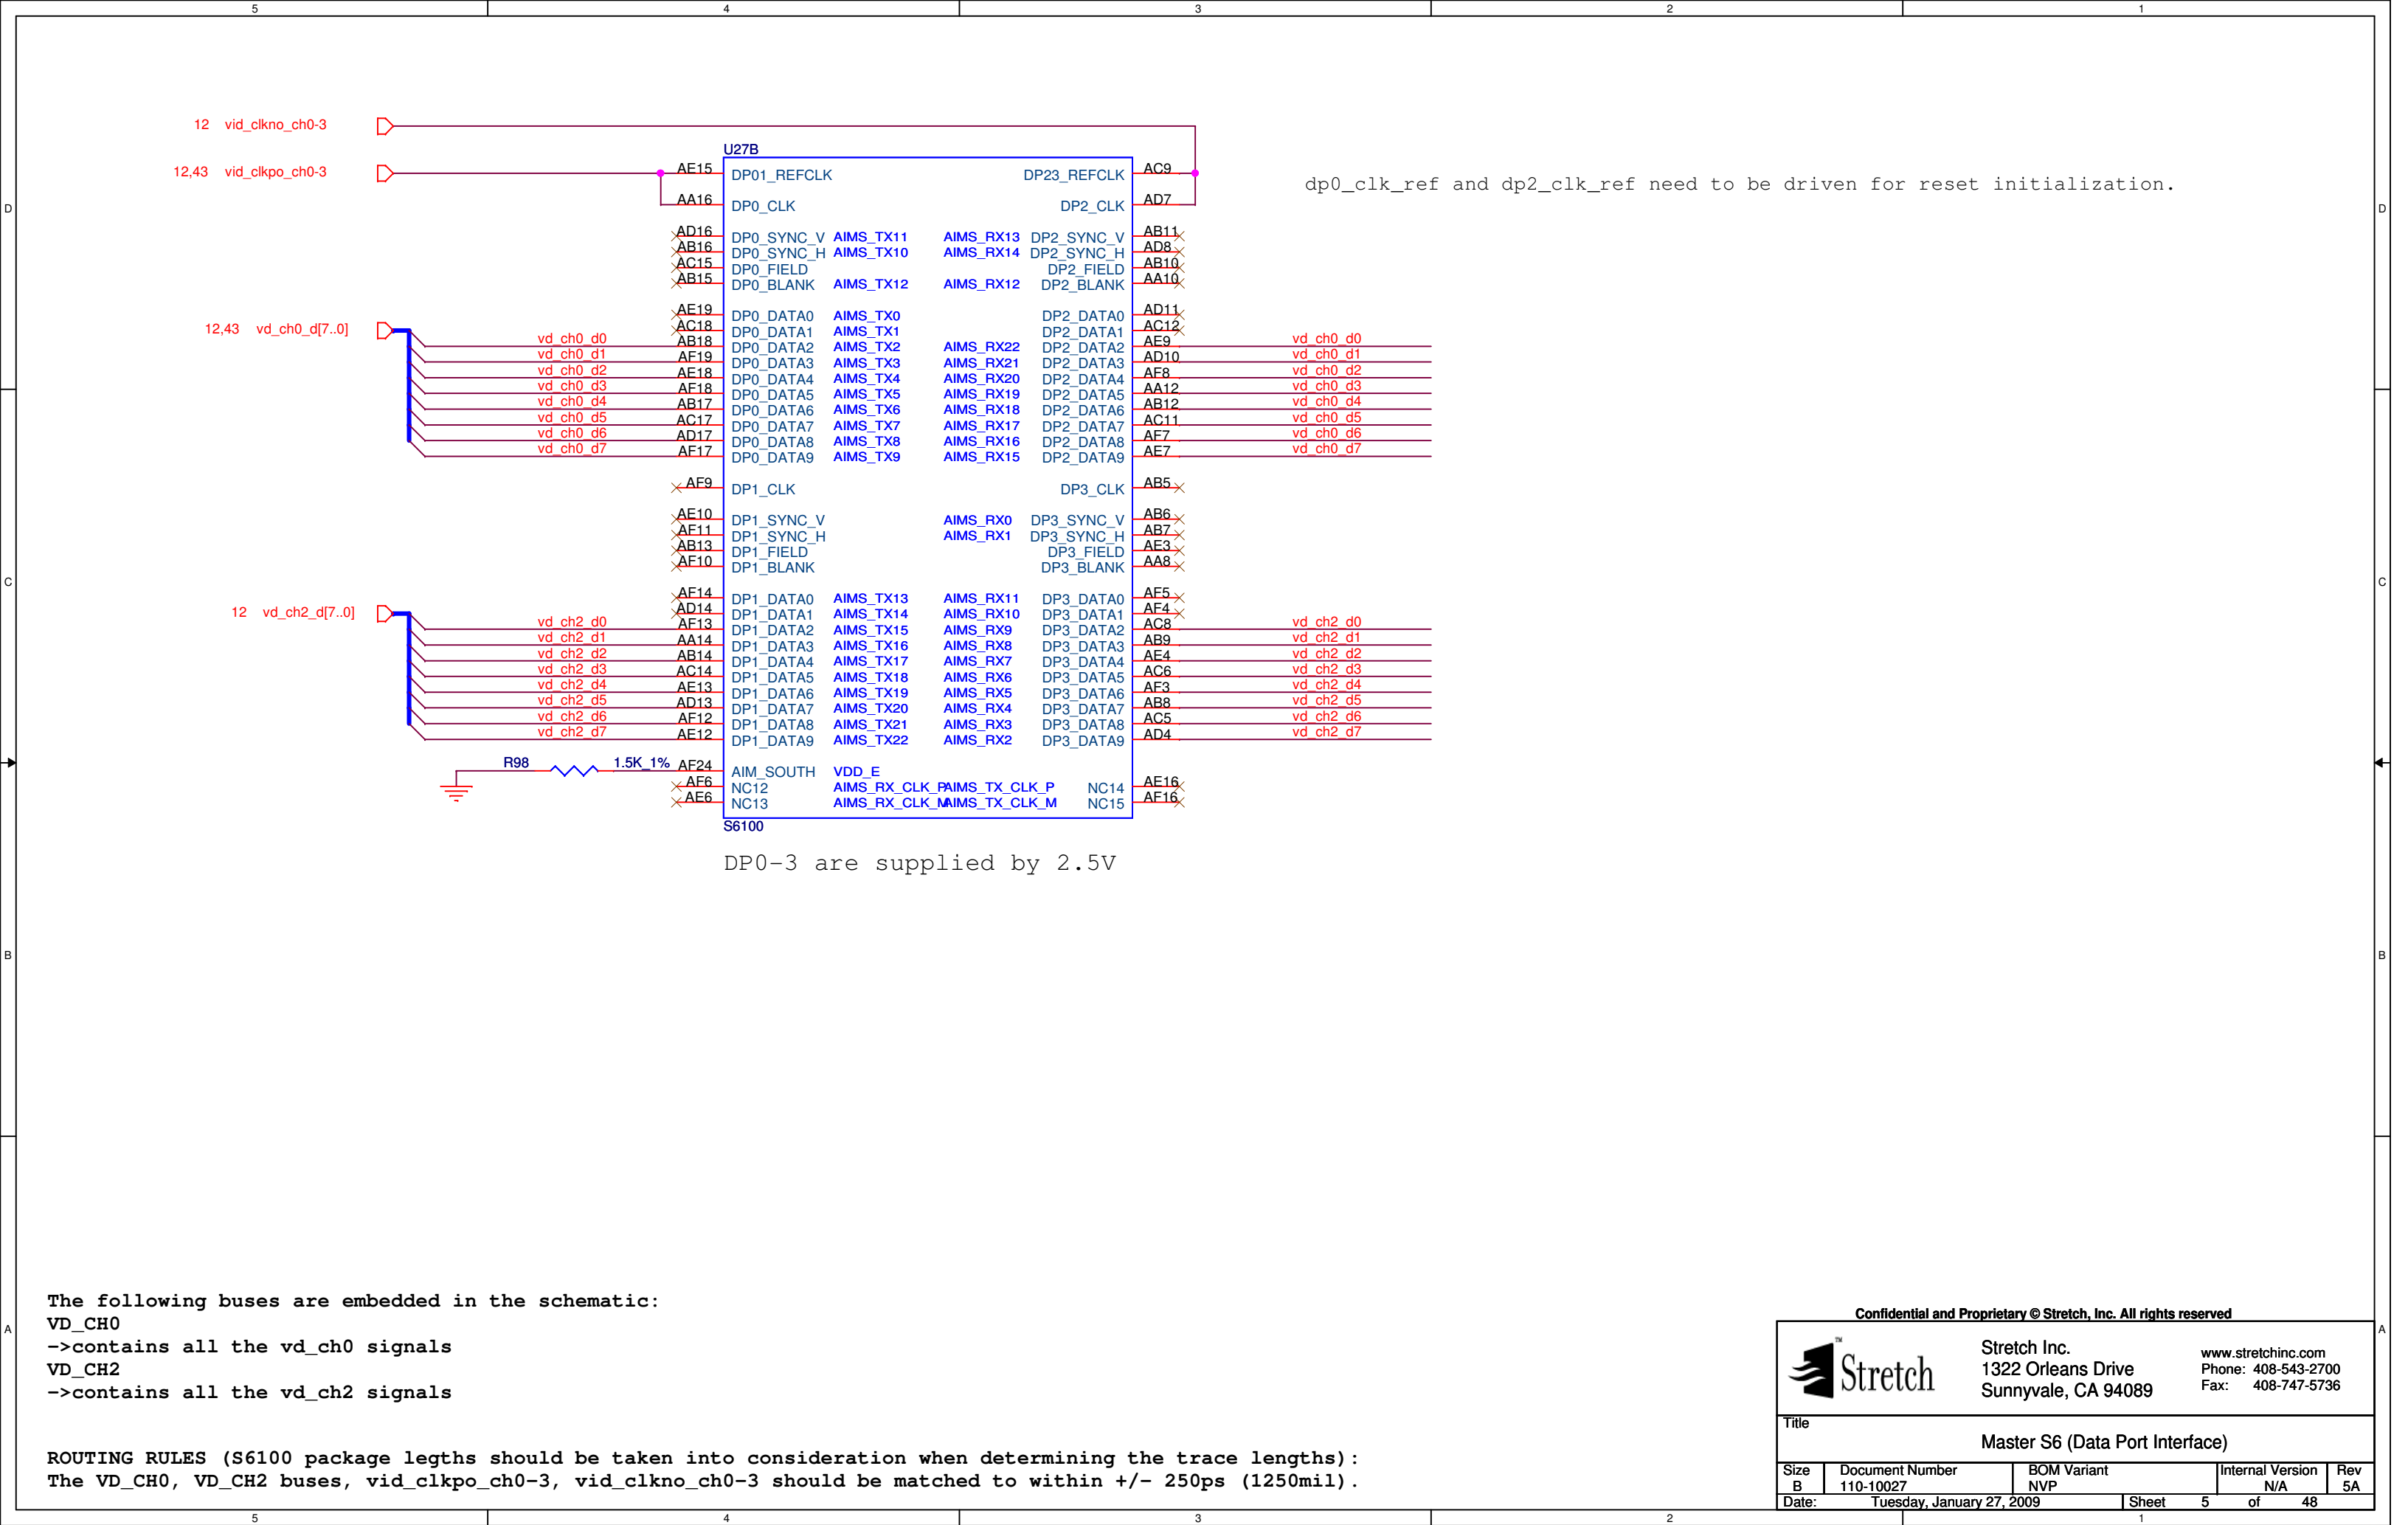 5 4 3 2 1
12 vid_clkno_ch0-3
12,43 vid_clkpo_ch0-3
U27B
AE15 DP01_REFCLK DP23_REFCLK AC9
dp0_clk_ref and dp2_clk_ref need to be driven for reset initialization.
AA16 DP0_CLK DP2_CLK AD7
D D
AD16 DP0_SYNC_V AIMS_TX11 AIMS_RX13 DP2_SYNC_V AB11
AB16 DP0_SYNC_H AIMS_TX10 AIMS_RX14 DP2_SYNC_H AD8
AC15 DP0_FIELD DP2_FIELD AB10
AB15 DP0_BLANK AIMS_TX12 AIMS_RX12 DP2_BLANK AA10
AE19 DP0_DATA0 AIMS_TX0 DP2_DATA0 AD11
AC18 DP0_DATA1 AIMS_TX1 DP2_DATA1 AC12
12,43 vd_ch0_d[7..0]
vd_ch0_d0 AB18 DP0_DATA2 AIMS_TX2 AIMS_RX22 DP2_DATA2 AE9 vd_ch0_d0
vd_ch0_d1 AF19 DP0_DATA3 AIMS_TX3 AIMS_RX21 DP2_DATA3 AD10 vd_ch0_d1
vd_ch0_d2 AE18 DP0_DATA4 AIMS_TX4 AIMS_RX20 DP2_DATA4 AF8 vd_ch0_d2
vd_ch0_d3 AF18 DP0_DATA5 AIMS_TX5 AIMS_RX19 DP2_DATA5 AA12 vd_ch0_d3
vd_ch0_d4 AB17 DP0_DATA6 AIMS_TX6 AIMS_RX18 DP2_DATA6 AB12 vd_ch0_d4
vd_ch0_d5 AC17 DP0_DATA7 AIMS_TX7 AIMS_RX17 DP2_DATA7 AC11 vd_ch0_d5
vd_ch0_d6 AD17 DP0_DATA8 AIMS_TX8 AIMS_RX16 DP2_DATA8 AF7 vd_ch0_d6
vd_ch0_d7 AF17 DP0_DATA9 AIMS_TX9 AIMS_RX15 DP2_DATA9 AE7 vd_ch0_d7
AF9 DP1_CLK DP3_CLK AB5
AE10 DP1_SYNC_V AIMS_RX0 DP3_SYNC_V AB6
AF11 DP1_SYNC_H AIMS_RX1 DP3_SYNC_H AB7
AB13 DP1_FIELD DP3_FIELD AE3
AF10 DP1_BLANK DP3_BLANK AA8
C C
AF14 DP1_DATA0 AIMS_TX13 AIMS_RX11 DP3_DATA0 AF5
AD14 DP1_DATA1 AIMS_TX14 AIMS_RX10 DP3_DATA1 AF4
12 vd_ch2_d[7..0]
vd_ch2_d0 AF13 DP1_DATA2 AIMS_TX15 AIMS_RX9 DP3_DATA2 AC8 vd_ch2_d0
vd_ch2_d1 AA14 DP1_DATA3 AIMS_TX16 AIMS_RX8 DP3_DATA3 AB9 vd_ch2_d1
vd_ch2_d2 AB14 DP1_DATA4 AIMS_TX17 AIMS_RX7 DP3_DATA4 AE4 vd_ch2_d2
vd_ch2_d3 AC14 DP1_DATA5 AIMS_TX18 AIMS_RX6 DP3_DATA5 AC6 vd_ch2_d3
vd_ch2_d4 AE13 DP1_DATA6 AIMS_TX19 AIMS_RX5 DP3_DATA6 AF3 vd_ch2_d4
vd_ch2_d5 AD13 DP1_DATA7 AIMS_TX20 AIMS_RX4 DP3_DATA7 AB8 vd_ch2_d5
vd_ch2_d6 AF12 DP1_DATA8 AIMS_TX21 AIMS_RX3 DP3_DATA8 AC5 vd_ch2_d6
vd_ch2_d7 AE12 DP1_DATA9 AIMS_TX22 AIMS_RX2 DP3_DATA9 AD4 vd_ch2_d7
R98 1.5K_1% AF24 AIM_SOUTH VDD_E
AF6 NC12 AIMS_RX_CLK_P AIMS_TX_CLK_P NC14 AE16
AE6 NC13 AIMS_RX_CLK_M AIMS_TX_CLK_M NC15 AF16
S6100
DP0-3 are supplied by 2.5V
B B
The following buses are embedded in the schematic:
VD_CH0
->contains all the vd_ch0 signals
VD_CH2
->contains all the vd_ch2 signals
A A
ROUTING RULES (S6100 package legths should be taken into consideration when determining the trace lengths):
The VD_CH0, VD_CH2 buses, vid_clkpo_ch0-3, vid_clkno_ch0-3 should be matched to within +/- 250ps (1250mil).
Confidential and Proprietary © Stretch, Inc. All rights reserved
Stretch™
Stretch Inc.
1322 Orleans Drive
Sunnyvale, CA 94089
www.stretchinc.com
Phone: 408-543-2700
Fax: 408-747-5736
Title
Master S6 (Data Port Interface)
Size Document Number BOM Variant Internal Version Rev
B 110-10027 NVP N/A 5A
Date: Tuesday, January 27, 2009 Sheet 5 of 48
5 4 3 2 1